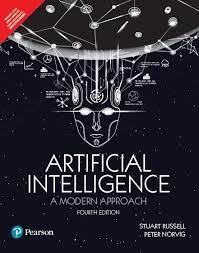 ARTIFICIAL
INTELLIGENCE
A MODERN APPROACH
FOURTH EDITION
STUART RUSSELL
PETER NORVIG
Pearson